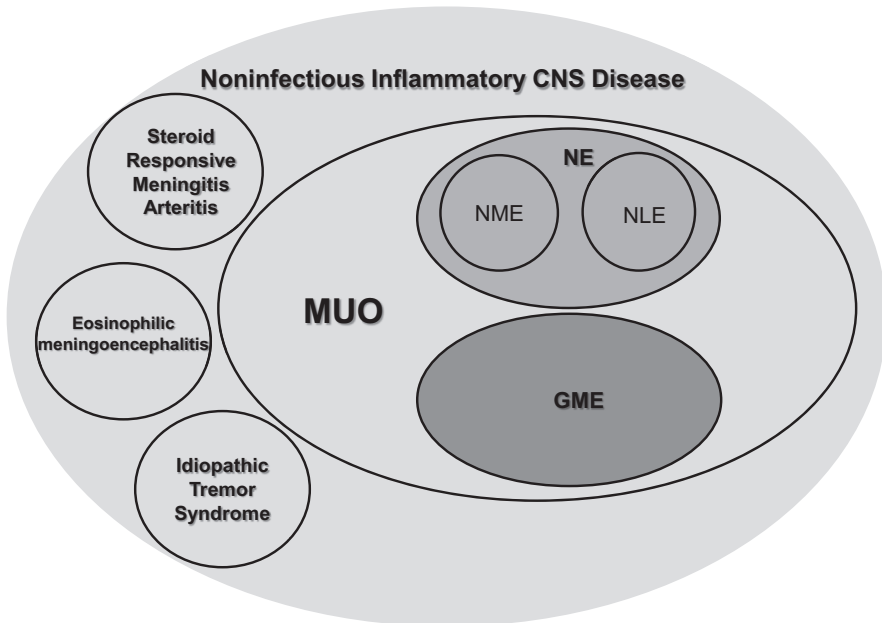 Noninfectious Inflammatory CNS Disease
Steroid
Responsive
Meningitis
Arteritis
NE
NME
NLE
MUO
Eosinophilic
meningoencephalitis
GME
Idiopathic
Tremor
Syndrome